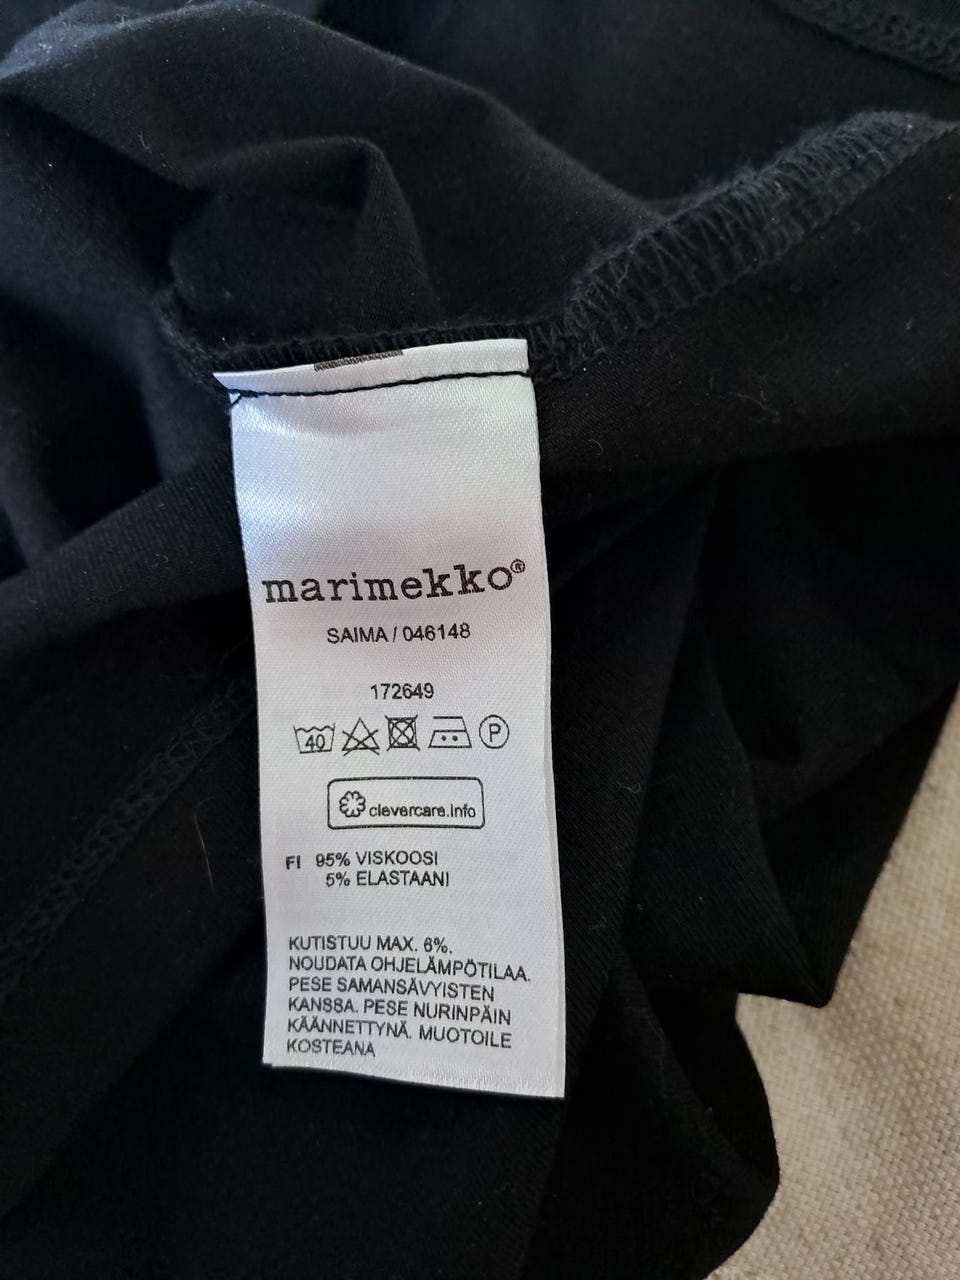 marimekko®
SAIMA / 046148
172649
40 P
clevercare.info
FI 95% VISKOOSI
5% ELASTAANI
KUTISTUU MAX. 6%.
NOUDATA OHJELÄMPÖTILAA.
PESE SAMANSÄVYISTEN
KANSSA. PESE NURINPÄIN
KÄÄNNETTYNÄ. MUOTOILE
KOSTEANA